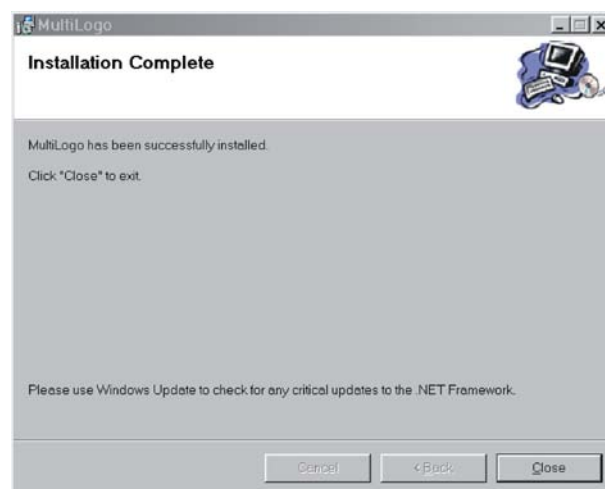 MultiLogo
Installation Complete
MultiLogo has been successfully installed.
Click "Close" to exit.
Please use Windows Update to check for any critical updates to the .NET Framework.
Cancel
< Back
Close